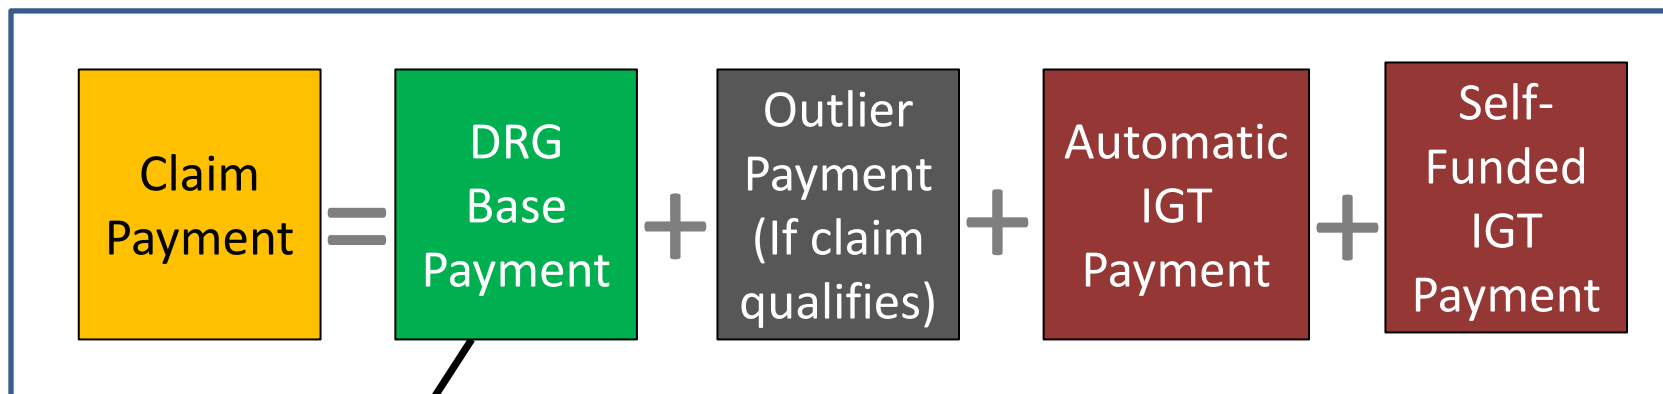 Claim
Payment
=
DRG
Base
Payment
+
Outlier
Payment
(If claim
qualifies)
+
Automatic
IGT
Payment
+
Self-
Funded
IGT
Payment